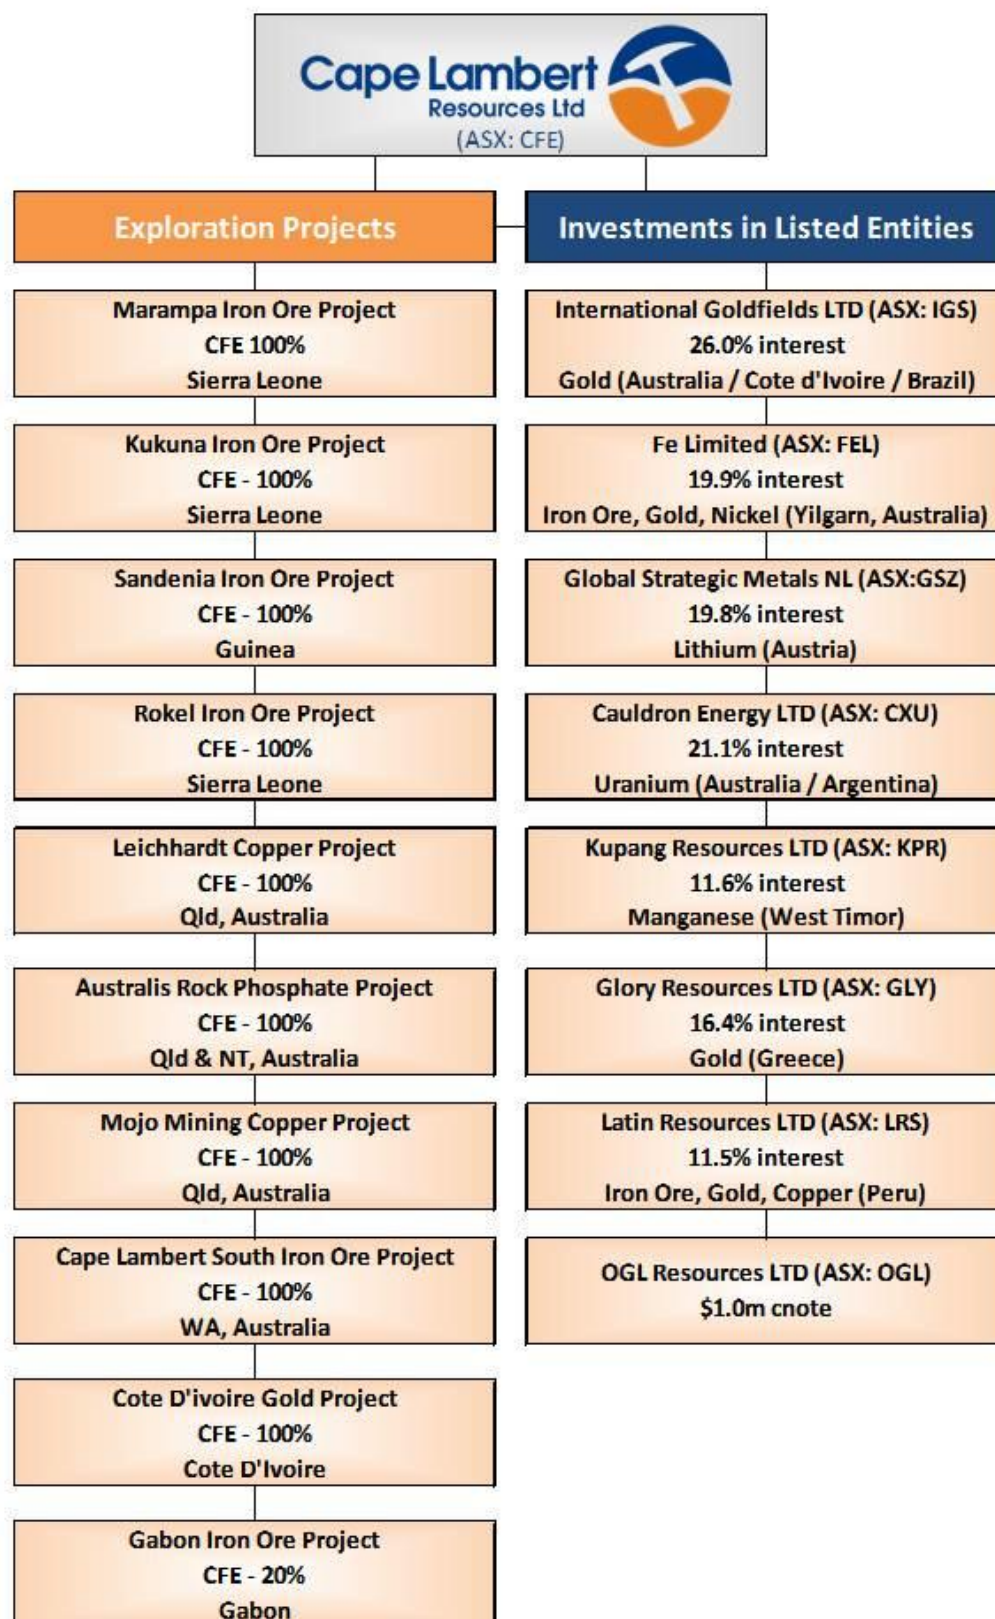 Cape Lambert
Resources Ltd
(ASX: CFE)
Exploration Projects
Marampa Iron Ore Project
CFE 100%
Sierra Leone
Kukuna Iron Ore Project
CFE - 100%
Sierra Leone
Sandenia Iron Ore Project
CFE - 100%
Guinea
Rokel Iron Ore Project
CFE - 100%
Sierra Leone
Leichhardt Copper Project
CFE - 100%
Qld, Australia
Australis Rock Phosphate Project
CFE - 100%
Qld & NT, Australia
Mojo Mining Copper Project
CFE - 100%
Qld, Australia
Cape Lambert South Iron Ore Project
CFE - 100%
WA, Australia
Cote D'ivoire Gold Project
CFE - 100%
Cote D'Ivoire
Gabon Iron Ore Project
CFE - 20%
Gabon
Investments in Listed Entities
International Goldfields LTD (ASX: IGS)
26.0% interest
Gold (Australia / Cote d'Ivoire / Brazil)
Fe Limited (ASX: FEL)
19.9% interest
Iron Ore, Gold, Nickel (Yilgarn, Australia)
Global Strategic Metals NL (ASX:GSZ)
19.8% interest
Lithium (Austria)
Cauldron Energy LTD (ASX: CXU)
21.1% interest
Uranium (Australia / Argentina)
Kupang Resources LTD (ASX: KPR)
11.6% interest
Manganese (West Timor)
Glory Resources LTD (ASX: GLY)
16.4% interest
Gold (Greece)
Latin Resources LTD (ASX: LRS)
11.5% interest
Iron Ore, Gold, Copper (Peru)
OGL Resources LTD (ASX: OGL)
$1.0m cnote